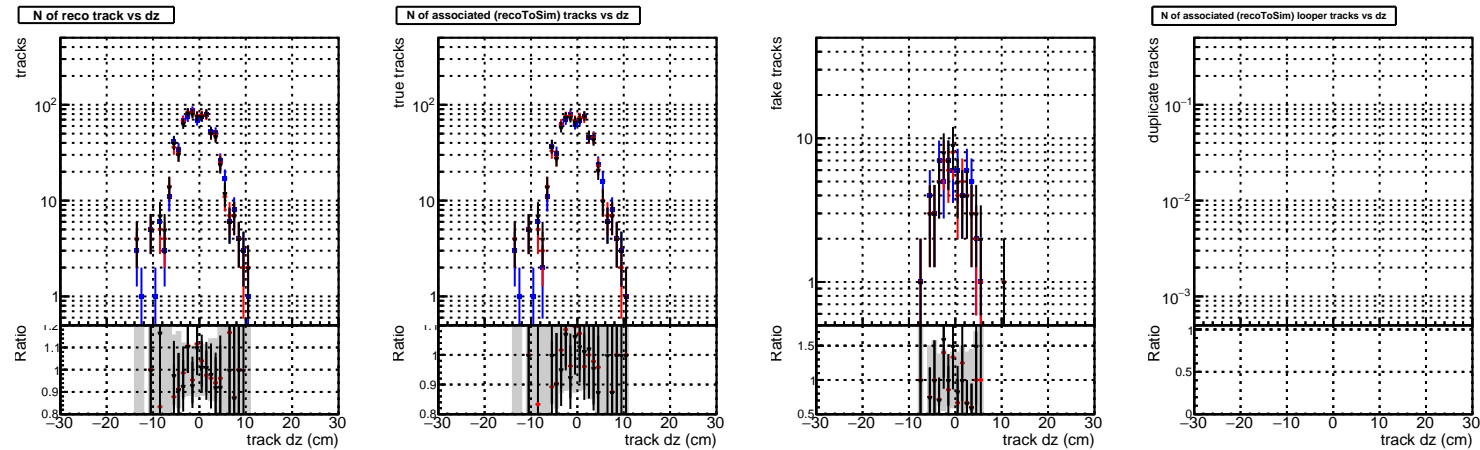 N of reco track vs dz
tracks
10²
10
1
Ratio
1.2
1.1
1
0.9
0.8
−30 −20 −10 0 10 20 30
track dz (cm)
N of associated (recoToSim) tracks vs dz
true tracks
10²
10
1
Ratio
1
0.9
0.8
−30 −20 −10 0 10 20 30
track dz (cm)
fake tracks
10
1
Ratio
1.5
1
0.5
−30 −20 −10 0 10 20 30
track dz (cm)
N of associated (recoToSim) looper tracks vs dz
duplicate tracks
10⁻¹
10⁻²
10⁻³
Ratio
1
0.5
0
−30 −20 −10 0 10 20 30
track dz (cm)